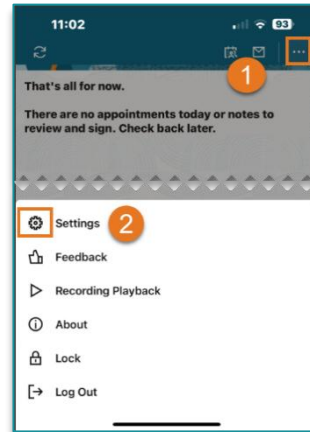 11:02
93
1
That's all for now.
There are no appointments today or notes to
review and sign. Check back later.
Settings
2
Feedback
Recording Playback
About
Lock
Log Out